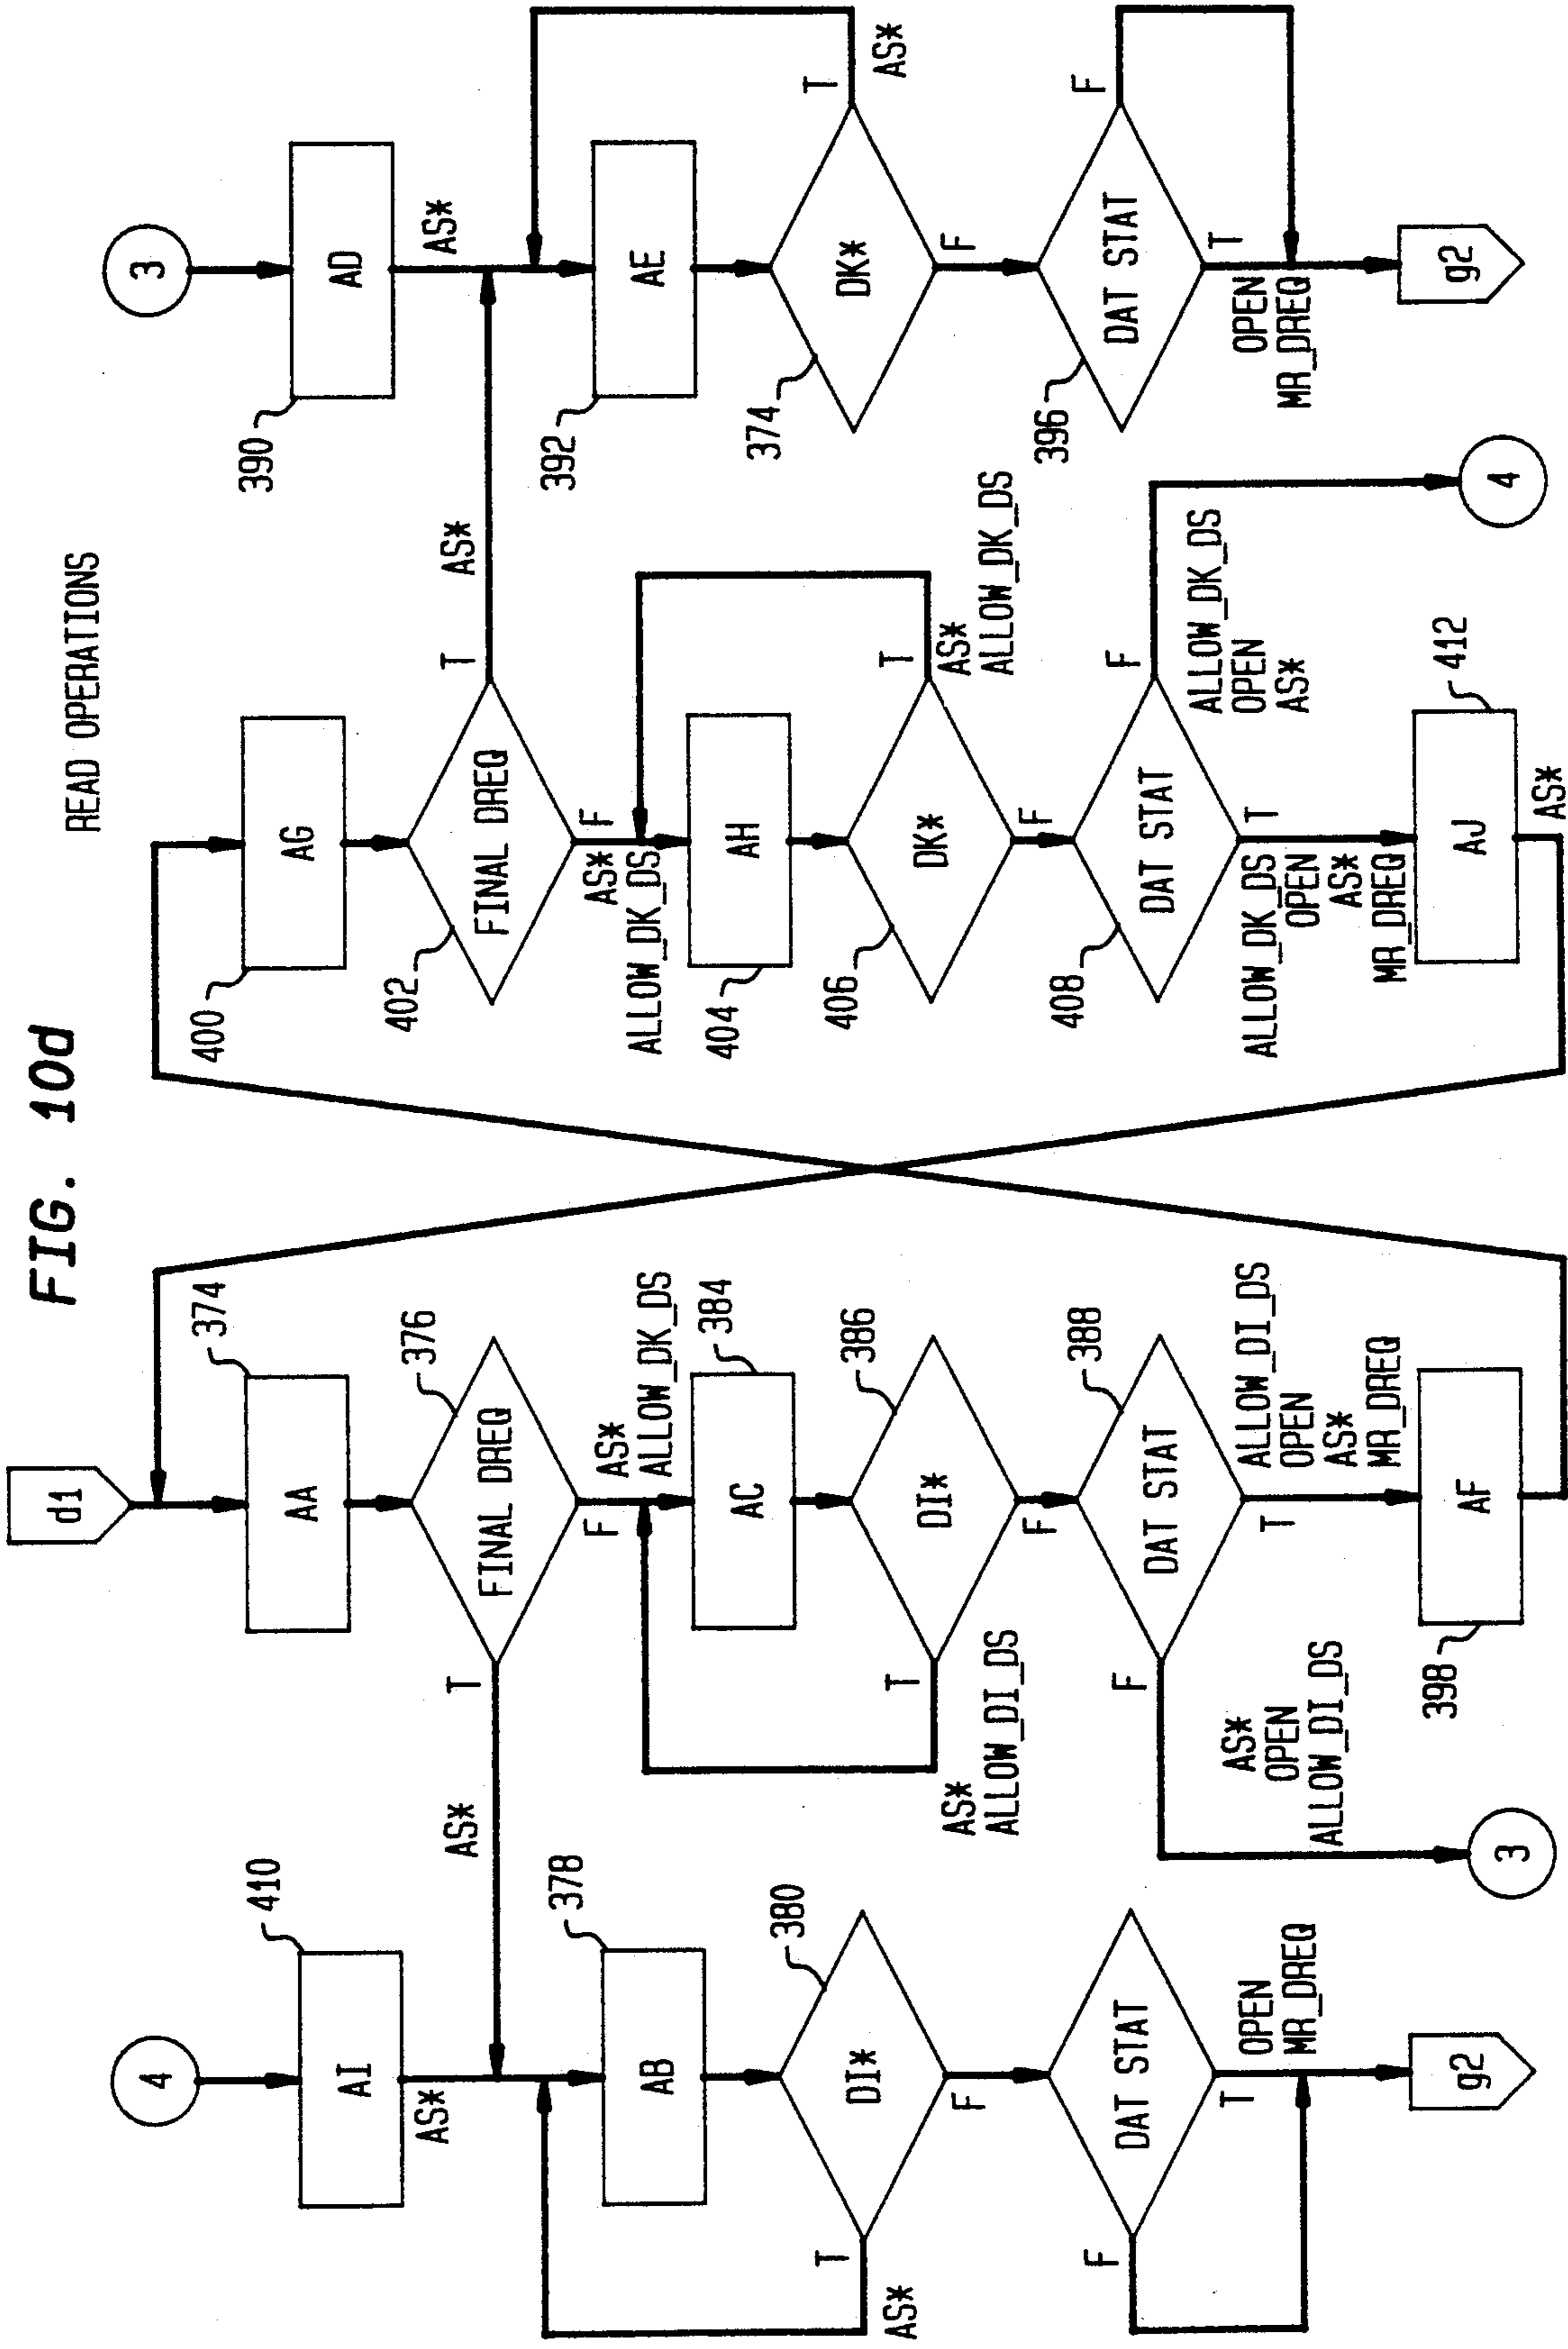 FIG. 10d
READ OPERATIONS
4
410
AI
AS*
378
AB
380
DI*
T
AS*
F
DAT STAT
F
T
OPEN
MR_DREQ
g2
d1
374
AA
376
FINAL DREQ
T
AS*
F
AS*
ALLOW_DK_DS
384
AC
386
DI*
T
AS*
ALLOW_DI_DS
F
388
DAT STAT
F
AS*
OPEN
ALLOW_DI_DS
3
T
ALLOW_DI_DS
OPEN
AS*
MR_DREQ
398
AF
400
AG
402
FINAL DREQ
T
AS*
F
AS*
ALLOW_DK_DS
404
AH
406
DK*
T
AS*
ALLOW_DK_DS
F
408
DAT STAT
F
ALLOW_DK_DS
OPEN
AS*
4
T
ALLOW_DK_DS
OPEN
AS*
MR_DREQ
412
AJ
AS*
3
390
AD
AS*
392
AE
374
DK*
T
AS*
F
396
DAT STAT
F
T
OPEN
MR_DREQ
g2